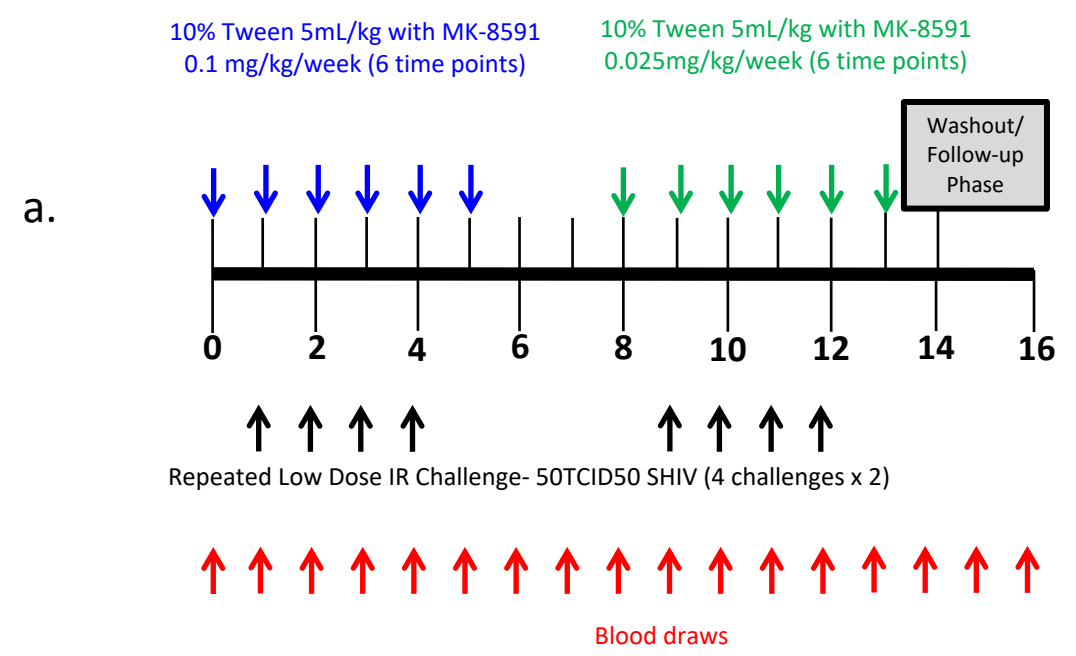 10% Tween 5mL/kg with MK-8591
0.1 mg/kg/week (6 time points)
10% Tween 5mL/kg with MK-8591
0.025mg/kg/week (6 time points)
Washout/
Follow-up
Phase
a.
0 2 4 6 8 10 12 14 16
Repeated Low Dose IR Challenge- 50TCID50 SHIV (4 challenges x 2)
Blood draws